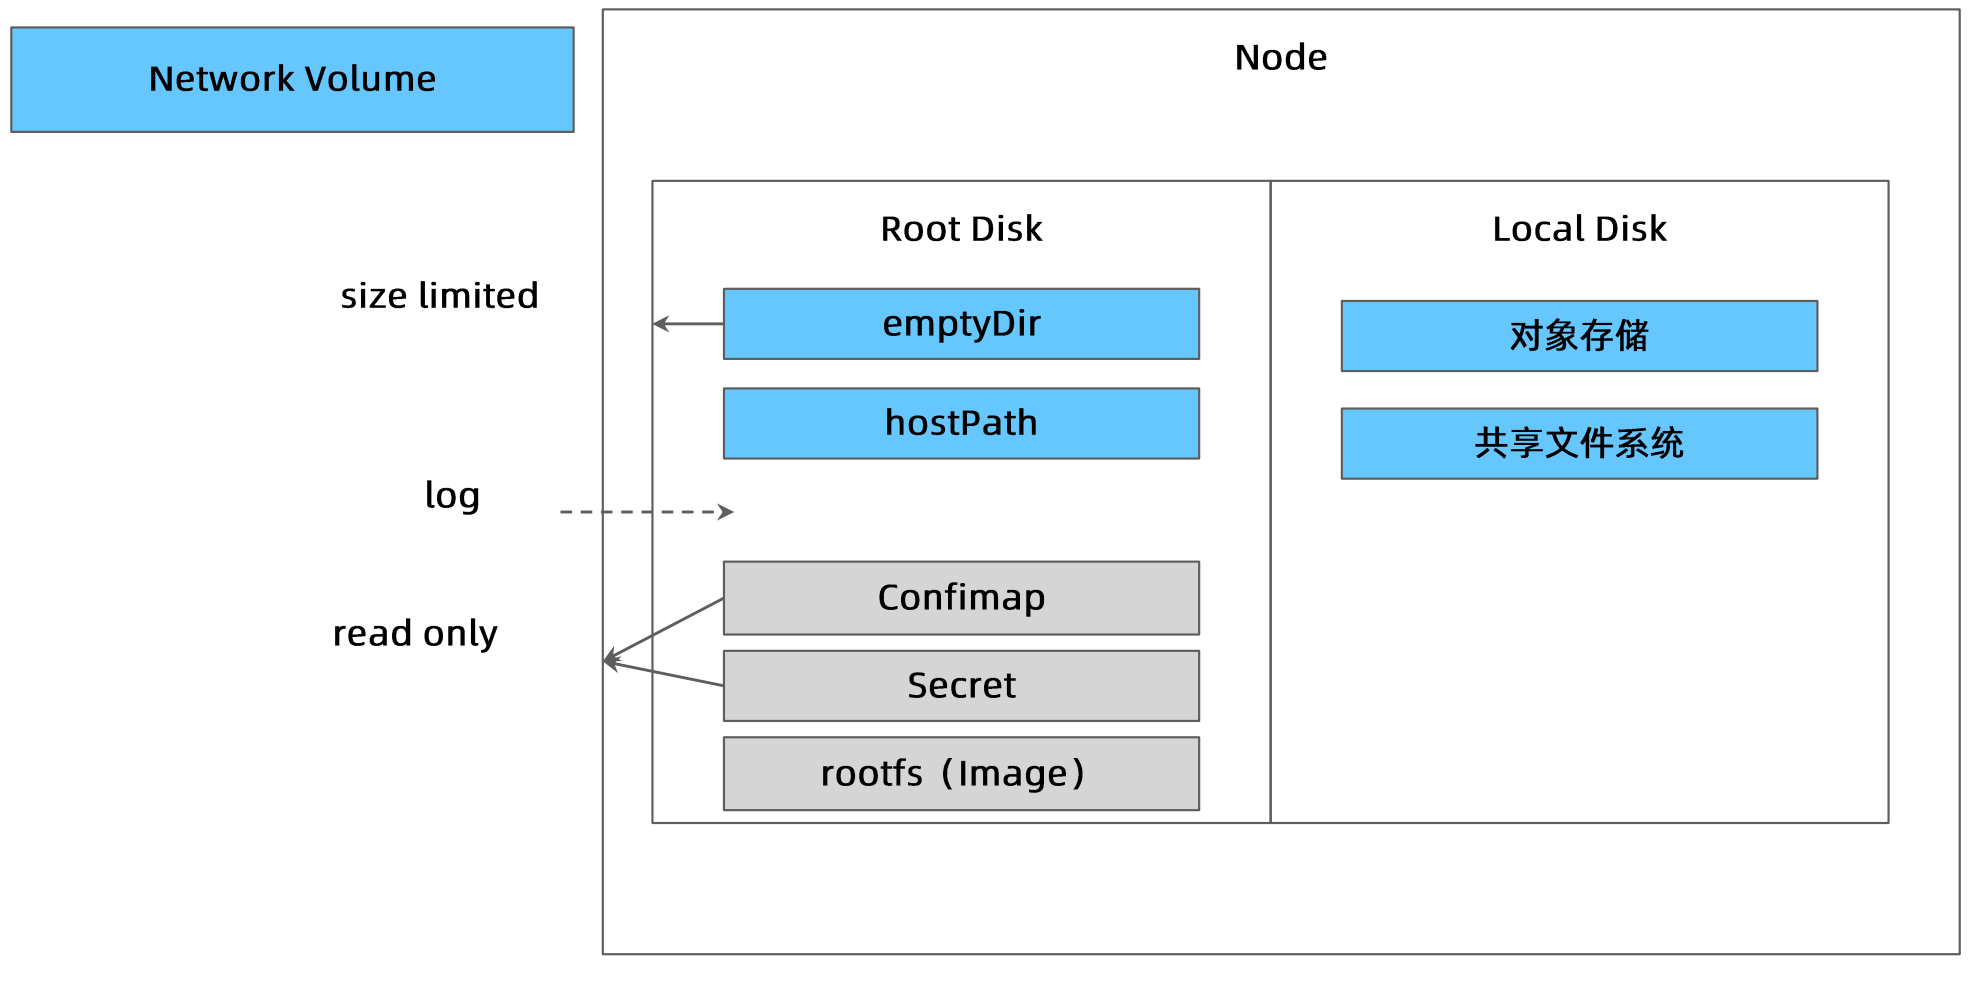 Network Volume
Node
Root Disk
Local Disk
size limited
emptyDir
对象存储
hostPath
共享文件系统
log
Confimap
read only
Secret
rootfs（Image）